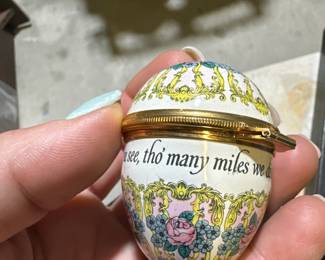 see, tho' many miles we